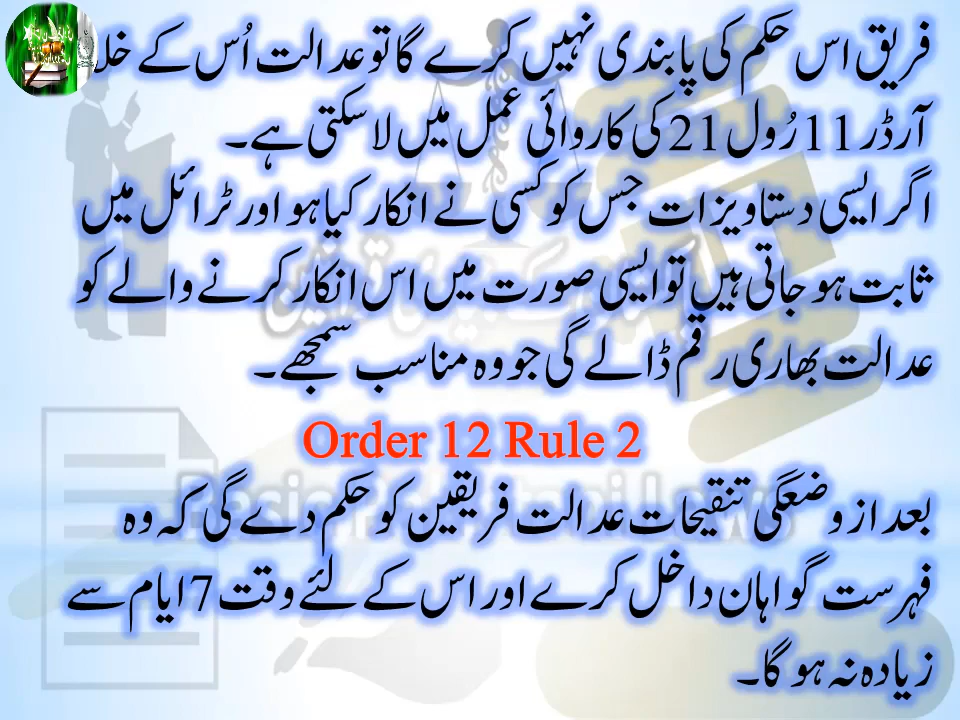 فریق اس حکم کی پابندی نہیں کرے گا تو عدالت اُس کے خلا
آرڈر 11 رُول 21 کی کاروائی عمل میں لا سکتی ہے۔
اگر ایسی دستاویزات جس کو کسی نے انکار کیا ہو اور ٹرائل میں
ثابت ہو جاتی ہیں تو ایسی صورت میں اس انکار کرنے والے کو
عدالت بھاری رقم ڈالے گی جو وہ مناسب سمجھے۔
Order 12 Rule 2
بعد از وضعگی تنقیحات عدالت فریقین کو حکم دے گی کہ وہ
فہرست گواہان داخل کرے اور اس کے لئے وقت 7 ایام سے
زیادہ نہ ہو گا۔